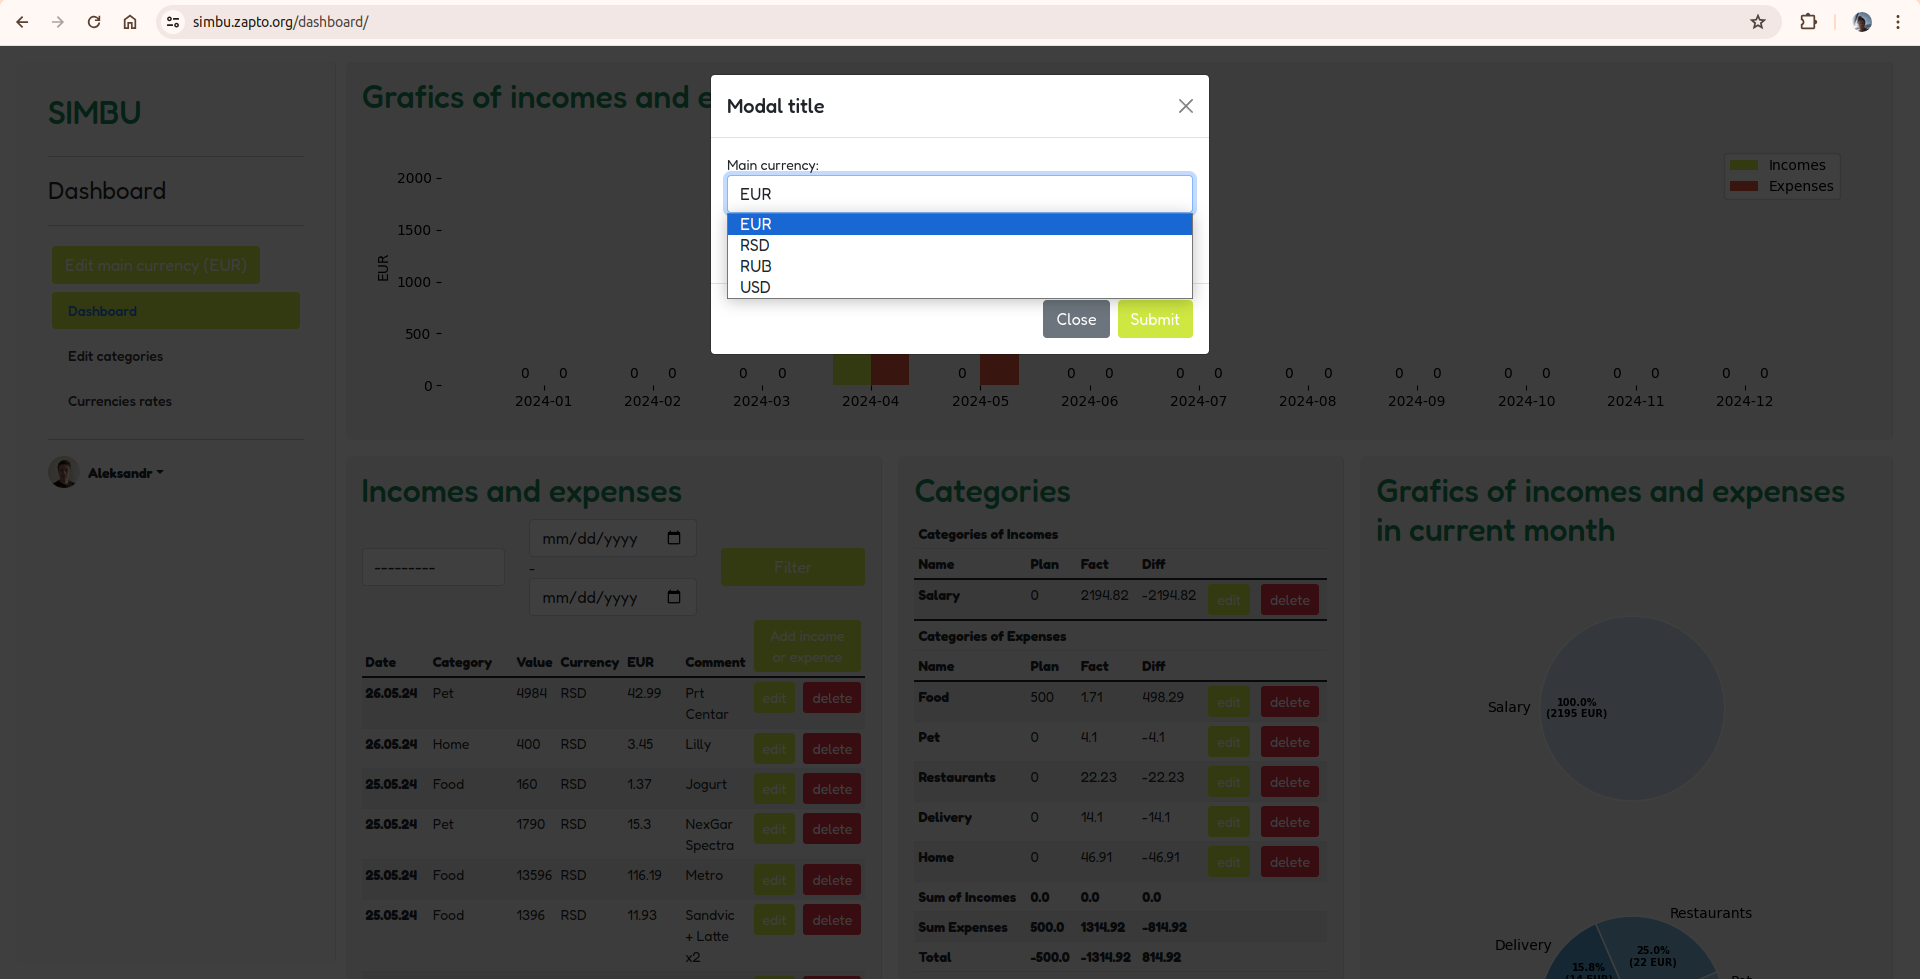 simbu.zapto.org/dashboard/
SIMBU
Dashboard
Edit main currency (EUR)
Dashboard
Edit categories
Currencies rates
Aleksandr
Grafics of incomes and e
Modal title
Main currency:
EUR
EUR
RSD
RUB
USD
Close Submit
Incomes
Expenses
EUR
2000
1500
1000
500
0
0 0 0 0 0 0 0 0 0 0 0 0 0 0 0 0 0 0 0 0 0
2024-01 2024-02 2024-03 2024-04 2024-05 2024-06 2024-07 2024-08 2024-09 2024-10 2024-11 2024-12
Incomes and expenses
---------
mm/dd/yyyy
-
mm/dd/yyyy
Filter
Add income
or expence
Date Category Value Currency EUR Comment
26.05.24 Pet 4984 RSD 42.99 Prt
Centar edit delete
26.05.24 Home 400 RSD 3.45 Lilly edit delete
25.05.24 Food 160 RSD 1.37 Jogurt edit delete
25.05.24 Pet 1790 RSD 15.3 NexGar
Spectra edit delete
25.05.24 Food 13596 RSD 116.19 Metro edit delete
25.05.24 Food 1396 RSD 11.93 Sandvic
+ Latte
x2 edit delete
Categories
Categories of Incomes
Name Plan Fact Diff
Salary 0 2194.82 -2194.82 edit delete
Categories of Expenses
Name Plan Fact Diff
Food 500 1.71 498.29 edit delete
Pet 0 4.1 -4.1 edit delete
Restaurants 0 22.23 -22.23 edit delete
Delivery 0 14.1 -14.1 edit delete
Home 0 46.91 -46.91 edit delete
Sum of Incomes 0.0 0.0 0.0
Sum Expenses 500.0 1314.92 -814.92
Total -500.0 -1314.92 814.92
Grafics of incomes and expenses
in current month
Salary
100.0%
(2195 EUR)
Restaurants
Delivery
25.0%
(22 EUR)
15.8%